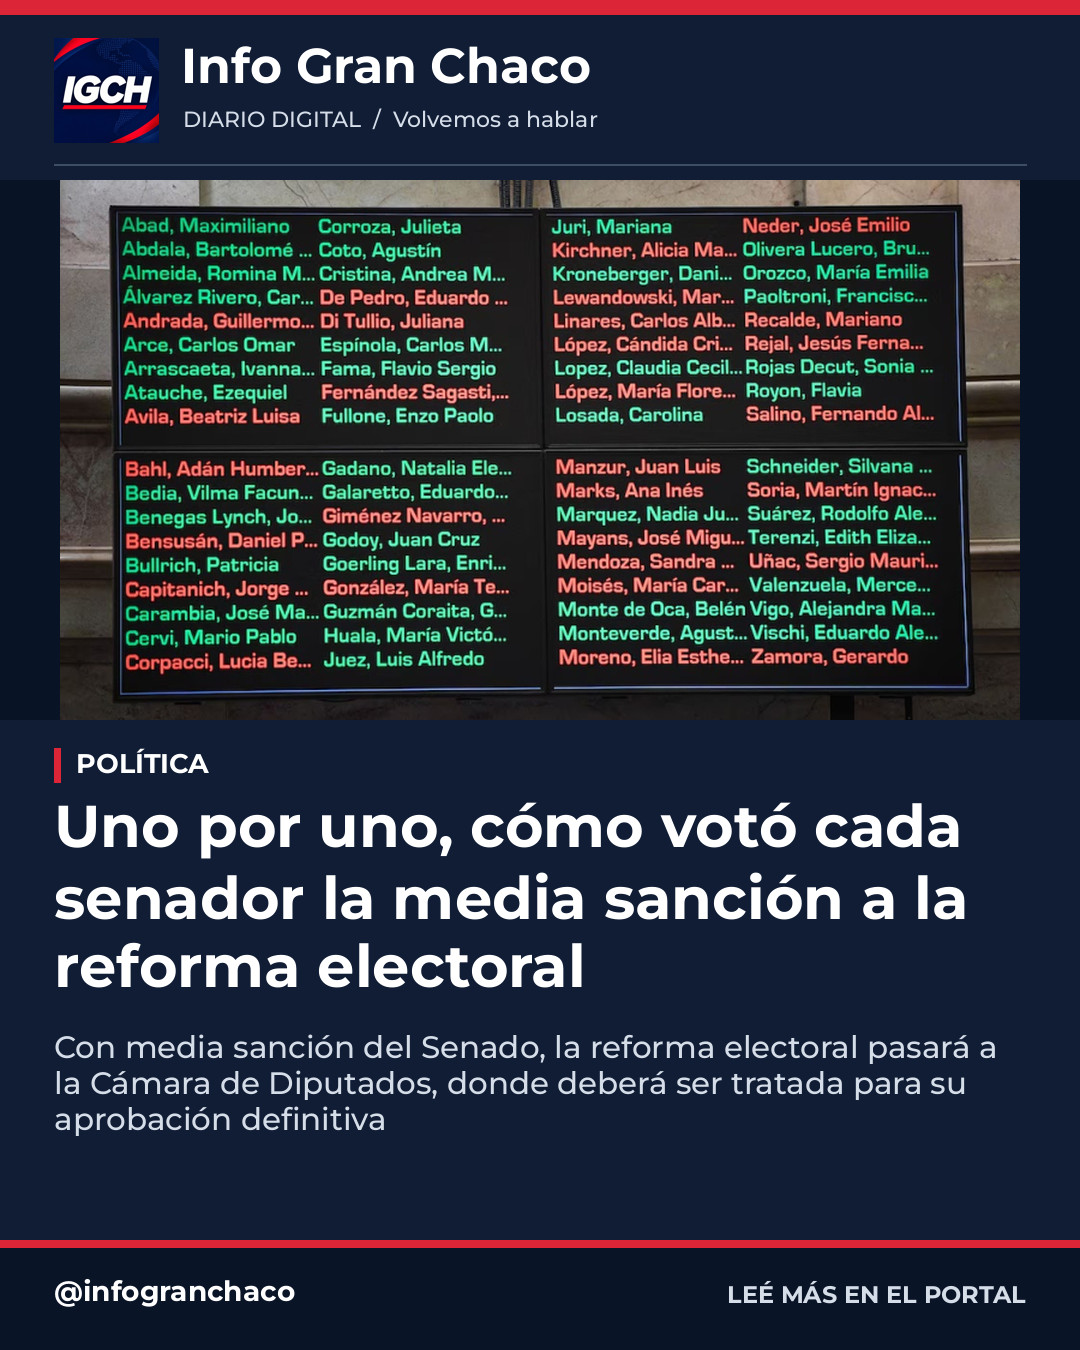 IGCH
Info Gran Chaco
DIARIO DIGITAL / Volvemos a hablar
Abad, Maximiliano
Abdala, Bartolomé ...
Almeida, Romina M...
Álvarez Rivero, Car...
Andrada, Guillermo...
Arce, Carlos Omar
Arrascaeta, Ivanna...
Atauche, Ezequiel
Avila, Beatriz Luisa
Corroza, Julieta
Coto, Agustín
Cristina, Andrea M...
De Pedro, Eduardo ...
Di Tullio, Juliana
Espínola, Carlos M...
Fama, Flavio Sergio
Fernández Sagasti,...
Fullone, Enzo Paolo
Juri, Mariana
Kirchner, Alicia Ma...
Kroneberger, Dani...
Lewandowski, Mar...
Linares, Carlos Alb...
López, Cándida Cri...
Lopez, Claudia Cecil...
López, María Flore...
Losada, Carolina
Neder, José Emilio
Olivera Lucero, Bru...
Orozco, María Emilia
Paoltroni, Francisc...
Recalde, Mariano
Rejal, Jesús Ferna...
Rojas Decut, Sonia ...
Royon, Flavia
Salino, Fernando Al...
Bahl, Adán Humber...
Bedia, Vilma Facun...
Benegas Lynch, Jo...
Bensusán, Daniel P...
Bullrich, Patricia
Capitanich, Jorge ...
Carambia, José Ma...
Cervi, Mario Pablo
Corpacci, Lucia Be...
Gadano, Natalia Ele...
Galaretto, Eduardo...
Giménez Navarro, ...
Godoy, Juan Cruz
Goerling Lara, Enri...
González, María Te...
Guzmán Coraita, G...
Huala, María Victó...
Juez, Luis Alfredo
Manzur, Juan Luis
Marks, Ana Inés
Marquez, Nadia Ju...
Mayans, José Migu...
Mendoza, Sandra ...
Moisés, María Car...
Monte de Oca, Belén
Monteverde, Agust...
Moreno, Elia Esthe...
Schneider, Silvana ...
Soria, Martín Ignac...
Suárez, Rodolfo Ale...
Terenzi, Edith Eliza...
Uñac, Sergio Mauri...
Valenzuela, Merce...
Vigo, Alejandra Ma...
Vischi, Eduardo Ale...
Zamora, Gerardo
POLÍTICA
Uno por uno, cómo votó cada
senador la media sanción a la
reforma electoral
Con media sanción del Senado, la reforma electoral pasará a
la Cámara de Diputados, donde deberá ser tratada para su
aprobación definitiva
@infogranchaco
LEÉ MÁS EN EL PORTAL